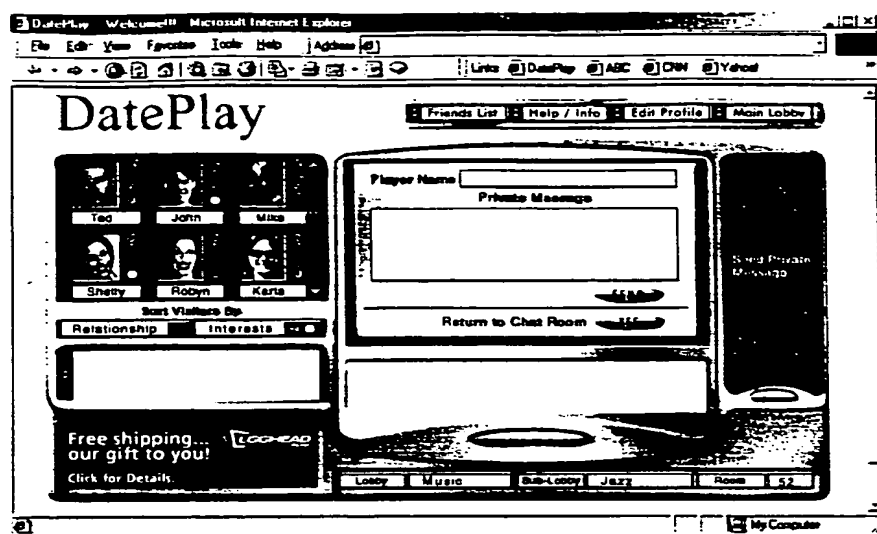 DatePlay Welcome!!! Microsoft Internet Explorer
File Edit View Favorites Tools Help Address
Links DatePlay ABC CNN Yahoo!
DatePlay
Friends List Help / Info Edit Profile Main Lobby
Ted John Mike
Shelly Robyn Karla
Sort Visitors By
Relationship Interests
Player Name
Private Message
SEND
Return to Chat Room YES
Send Private
Message
Free shipping...
our gift to you!
Click for Details.
EGGHEAD
Lobby Music Sub-Lobby Jazz Room 52
My Computer